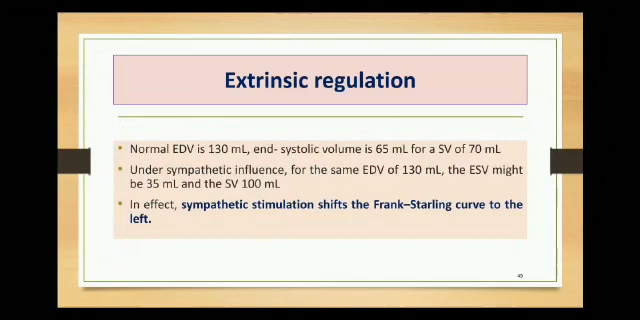 Extrinsic regulation
• Normal EDV is 130 mL, end- systolic volume is 65 mL for a SV of 70 mL
• Under sympathetic influence, for the same EDV of 130 mL, the ESV might
be 35 mL and the SV 100 mL
• In effect, sympathetic stimulation shifts the Frank–Starling curve to the
left.
45